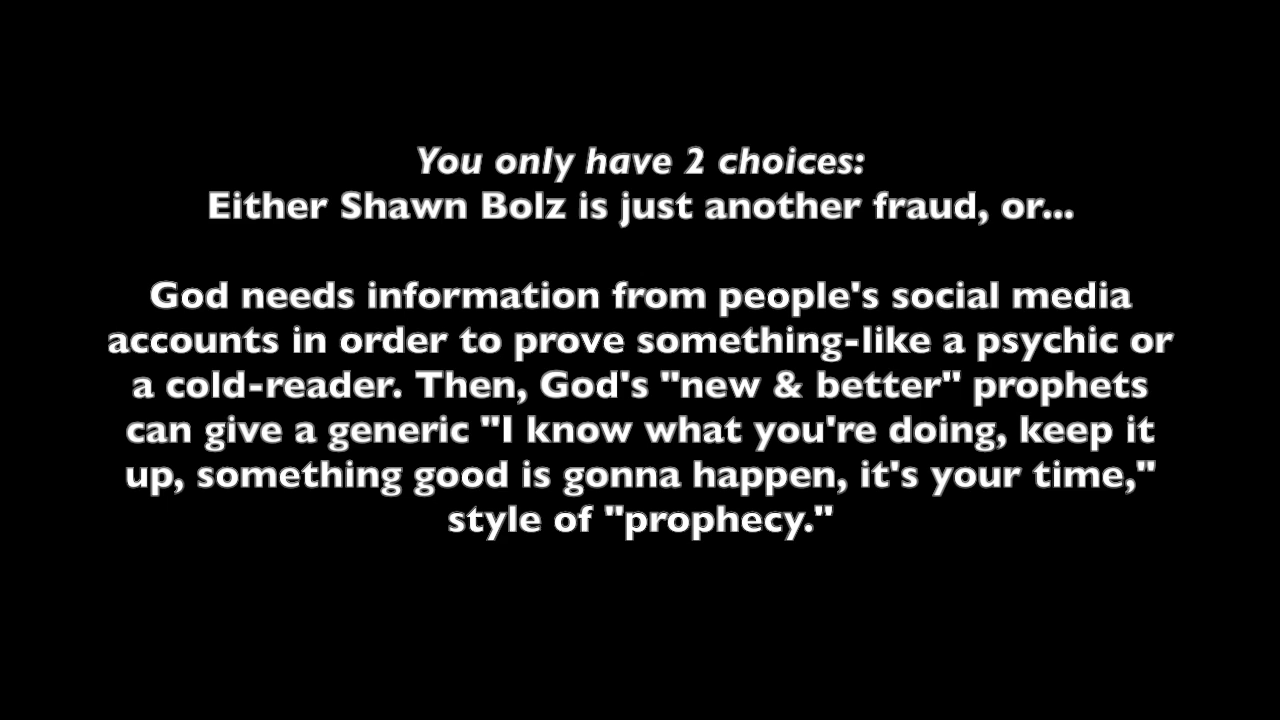 You only have 2 choices:
Either Shawn Bolz is just another fraud, or...
God needs information from people's social media
accounts in order to prove something-like a psychic or
a cold-reader. Then, God's "new & better" prophets
can give a generic "I know what you're doing, keep it
up, something good is gonna happen, it's your time,"
style of "prophecy."